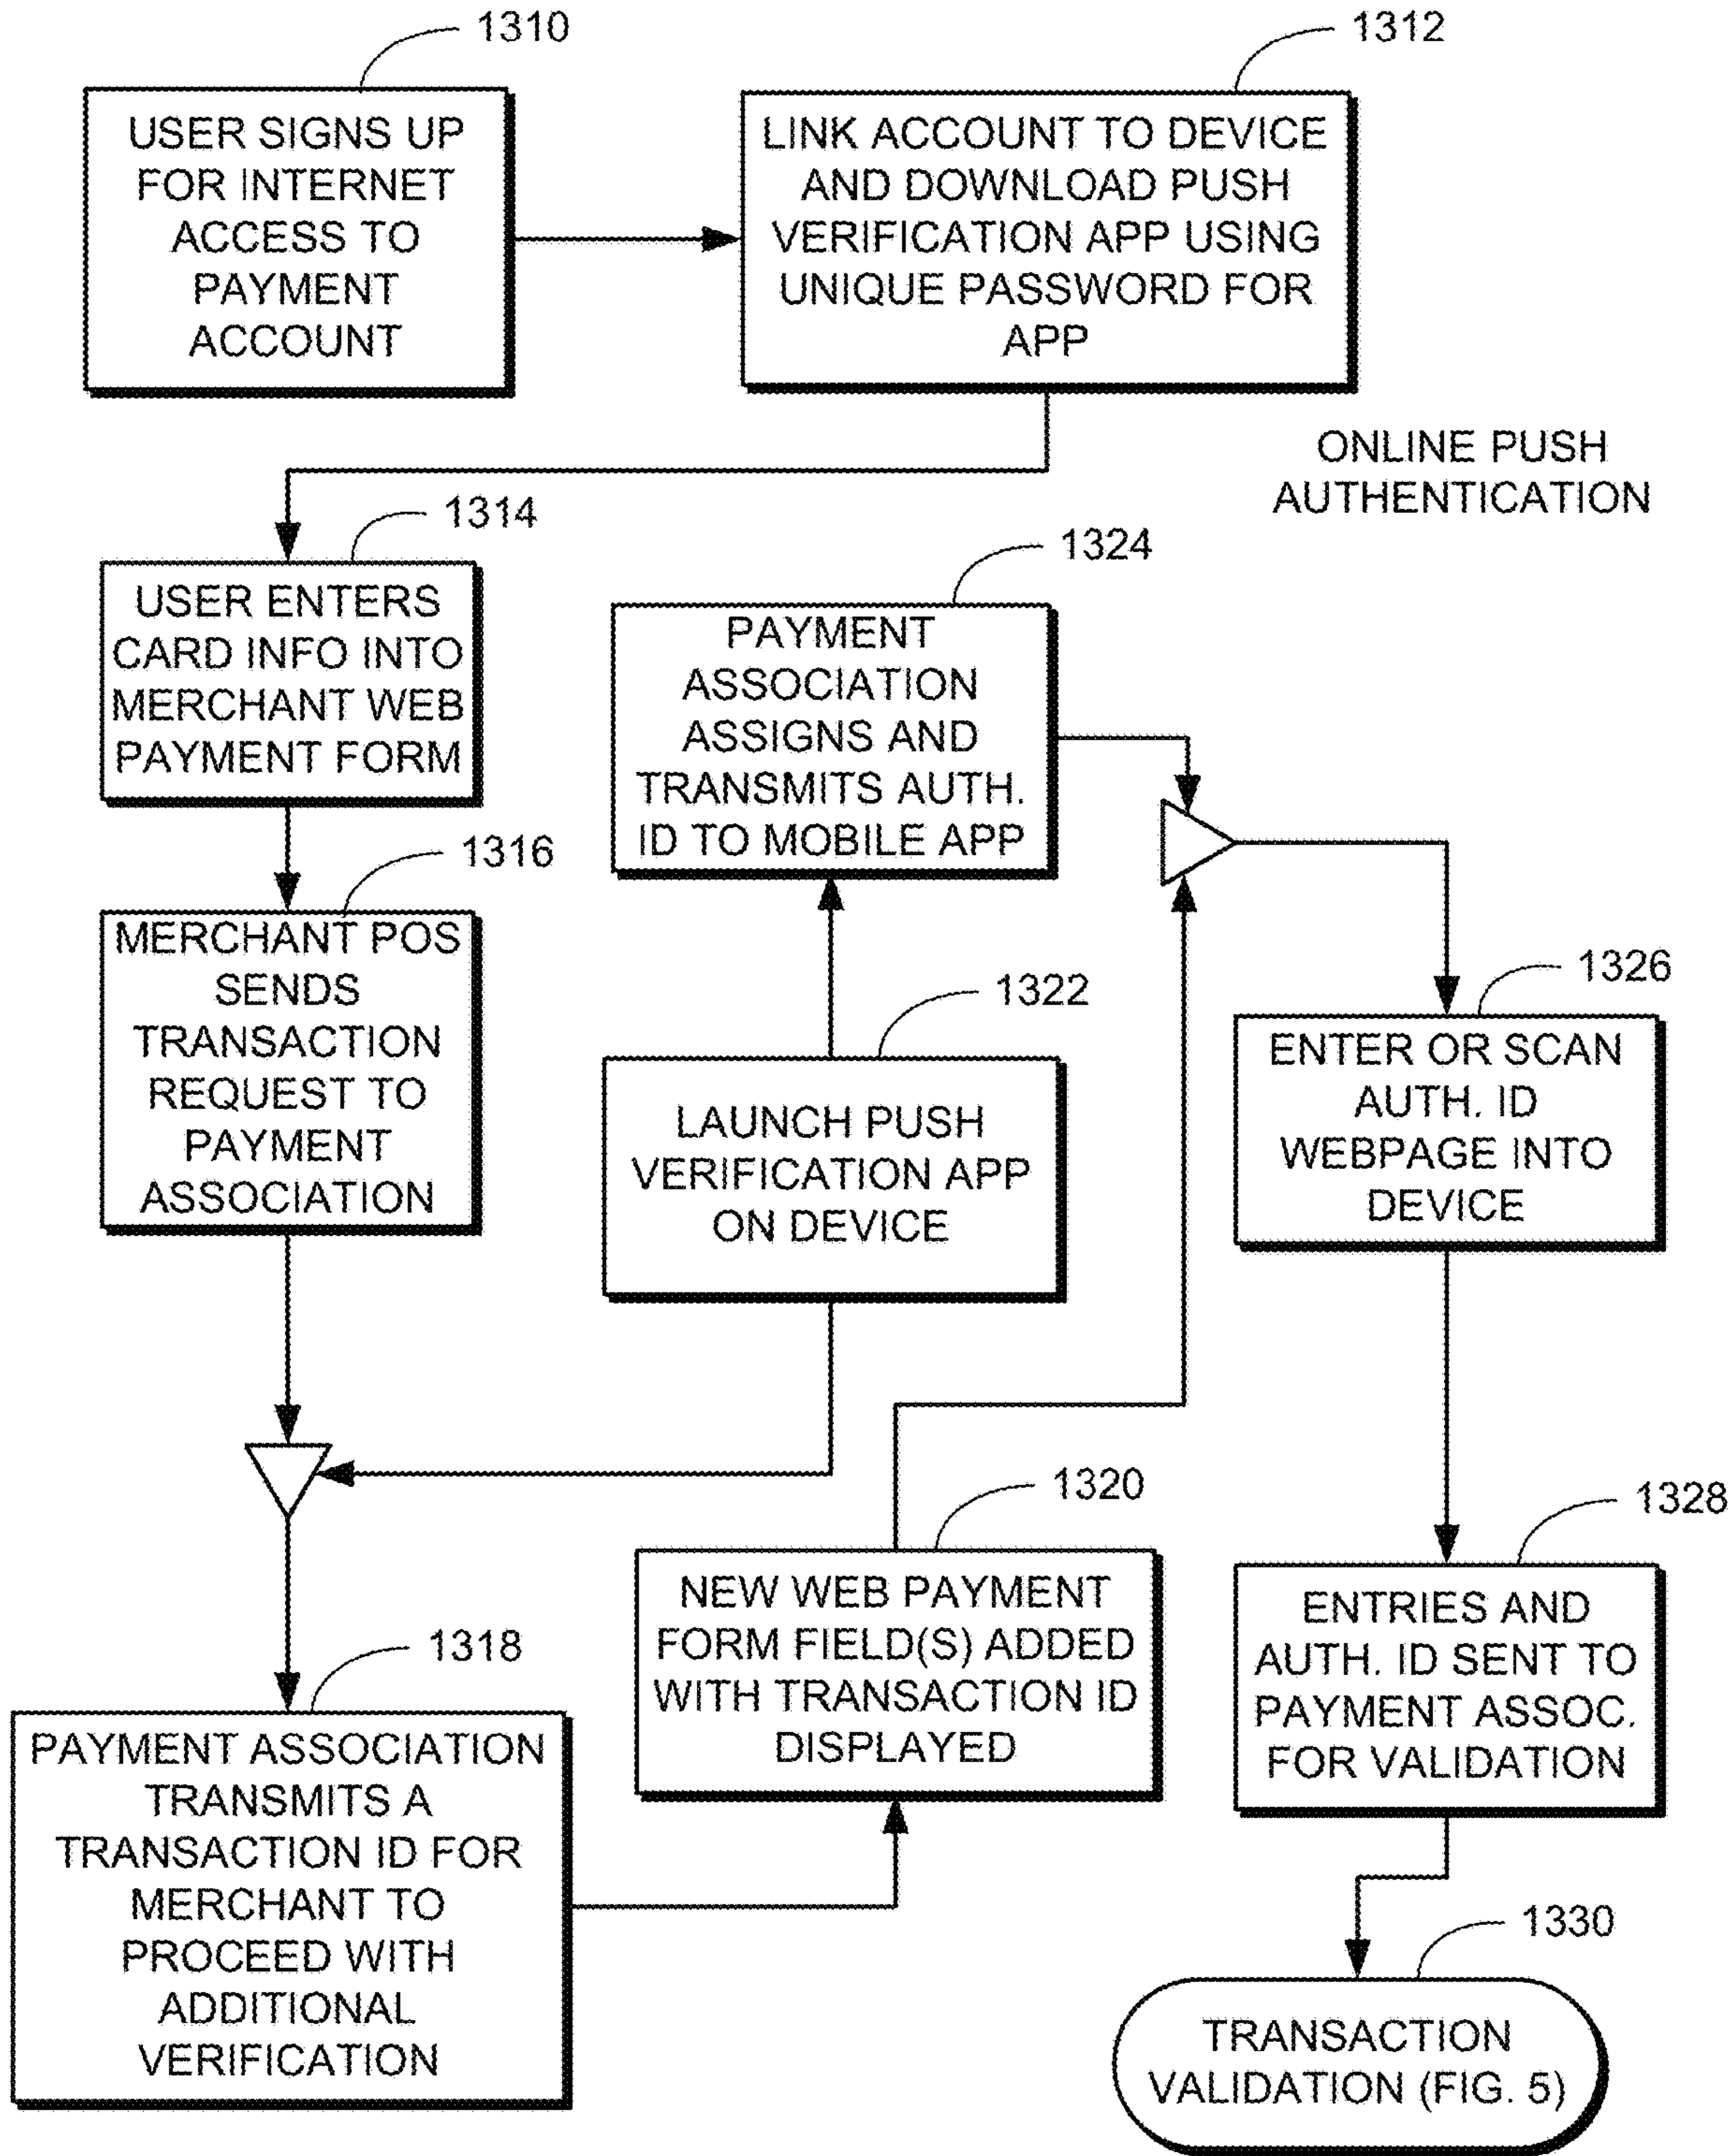 1310
USER SIGNS UP
FOR INTERNET
ACCESS TO
PAYMENT
ACCOUNT
1312
LINK ACCOUNT TO DEVICE
AND DOWNLOAD PUSH
VERIFICATION APP USING
UNIQUE PASSWORD FOR
APP
ONLINE PUSH
AUTHENTICATION
1314
USER ENTERS
CARD INFO INTO
MERCHANT WEB
PAYMENT FORM
1316
MERCHANT POS
SENDS
TRANSACTION
REQUEST TO
PAYMENT
ASSOCIATION
1318
PAYMENT ASSOCIATION
TRANSMITS A
TRANSACTION ID FOR
MERCHANT TO
PROCEED WITH
ADDITIONAL
VERIFICATION
1324
PAYMENT
ASSOCIATION
ASSIGNS AND
TRANSMITS AUTH.
ID TO MOBILE APP
1322
LAUNCH PUSH
VERIFICATION APP
ON DEVICE
1320
NEW WEB PAYMENT
FORM FIELD(S) ADDED
WITH TRANSACTION ID
DISPLAYED
1326
ENTER OR SCAN
AUTH. ID
WEBPAGE INTO
DEVICE
1328
ENTRIES AND
AUTH. ID SENT TO
PAYMENT ASSOC.
FOR VALIDATION
1330
TRANSACTION
VALIDATION (FIG. 5)